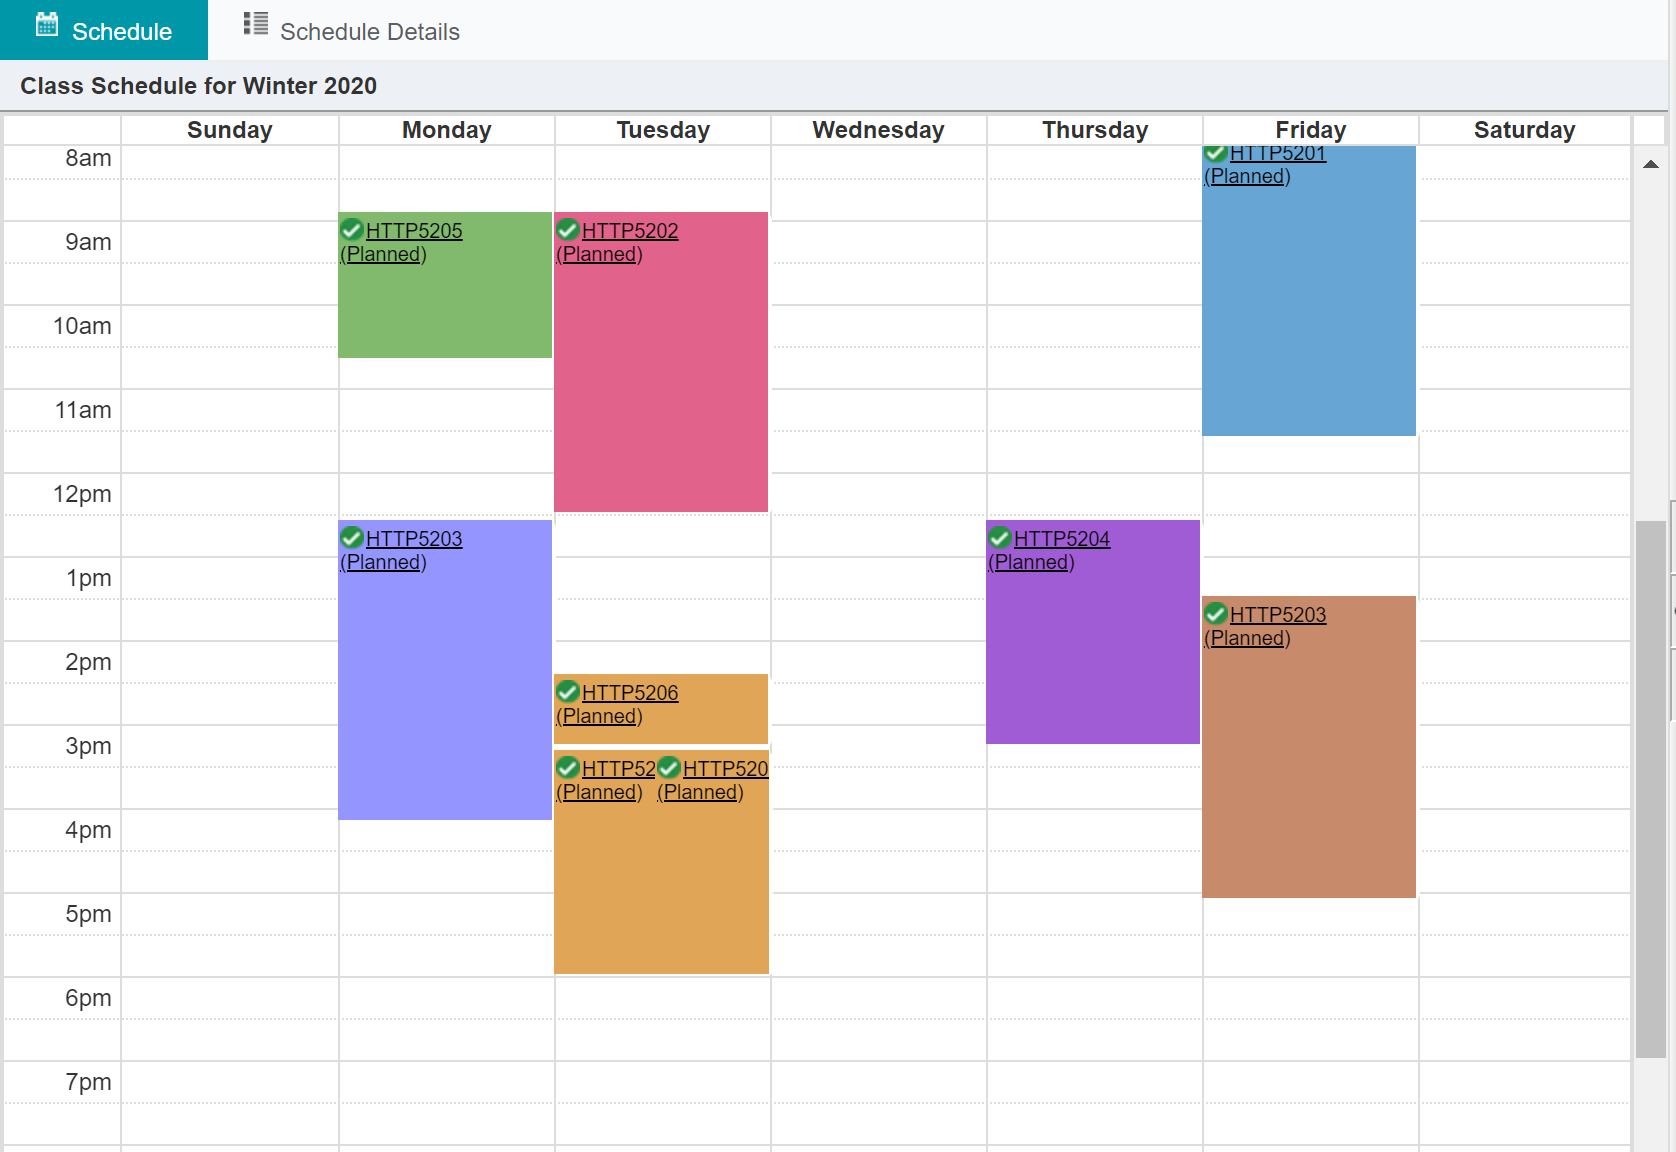 Schedule
Schedule Details
Class Schedule for Winter 2020
Sunday Monday Tuesday Wednesday Thursday Friday Saturday
8am
HTTP5201
(Planned)
9am
HTTP5205
(Planned)
HTTP5202
(Planned)
10am
11am
12pm
HTTP5203
(Planned)
HTTP5204
(Planned)
1pm
HTTP5203
(Planned)
2pm
HTTP5206
(Planned)
3pm
HTTP52
(Planned)
HTTP520
(Planned)
4pm
5pm
6pm
7pm